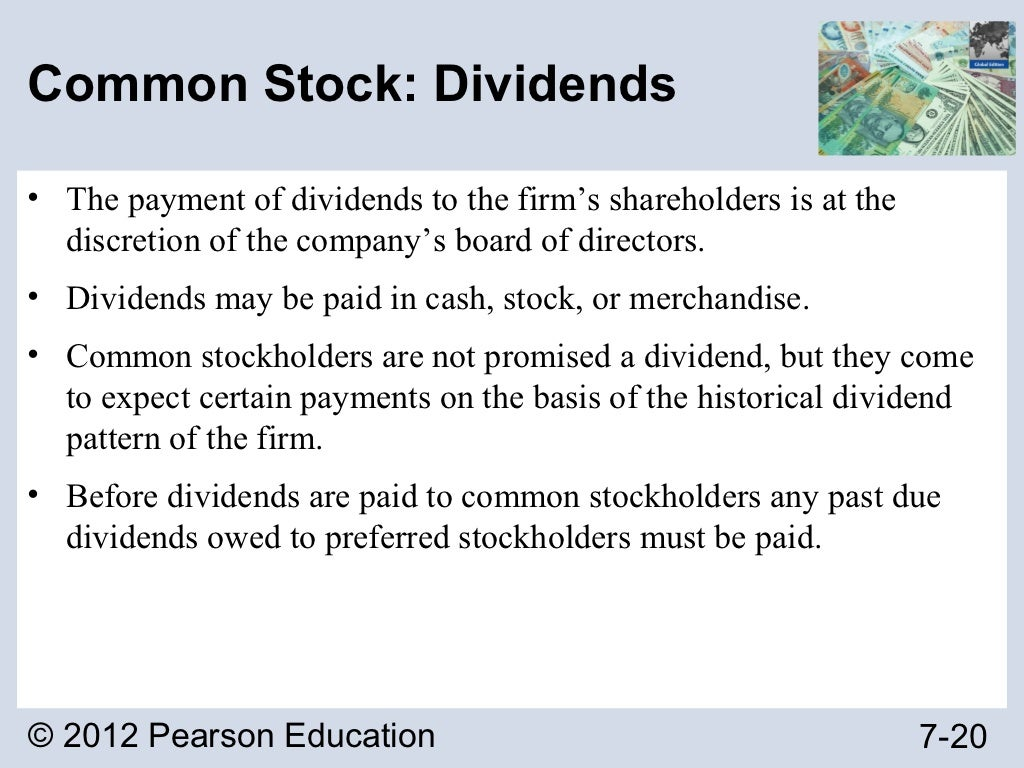 Common Stock: Dividends
Global Edition
• The payment of dividends to the firm’s shareholders is at the
discretion of the company’s board of directors.
• Dividends may be paid in cash, stock, or merchandise.
• Common stockholders are not promised a dividend, but they come
to expect certain payments on the basis of the historical dividend
pattern of the firm.
• Before dividends are paid to common stockholders any past due
dividends owed to preferred stockholders must be paid.
© 2012 Pearson Education
7-20